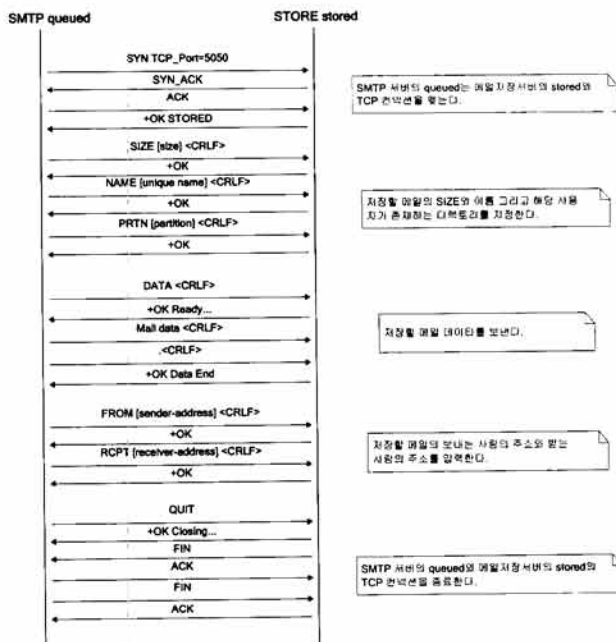 SMTP queued
STORE stored
SYN TCP_Port=5050
SYN_ACK
ACK
+OK STORED
SMTP 서버의 queued는 메일저장서버의 stored와
TCP 컨넥션을 맺는다.
SIZE [size] <CRLF>
+OK
NAME [unique name] <CRLF>
+OK
PRTN [partition] <CRLF>
+OK
저장할 메일의 SIZE와 이름 그리고 해당 사용
자가 존재하는 디렉토리를 지정한다.
DATA <CRLF>
+OK Ready...
Mail data <CRLF>
.<CRLF>
+OK Data End
저장할 메일 데이타를 보낸다.
FROM [sender-address] <CRLF>
+OK
RCPT [receiver-address] <CRLF>
+OK
저장할 메일의 보내는 사람의 주소와 받는
사람의 주소를 입력한다.
QUIT
+OK Closing...
FIN
ACK
FIN
ACK
SMTP 서버의 queued와 메일저장서버의 stored의
TCP 컨넥션을 종료한다.